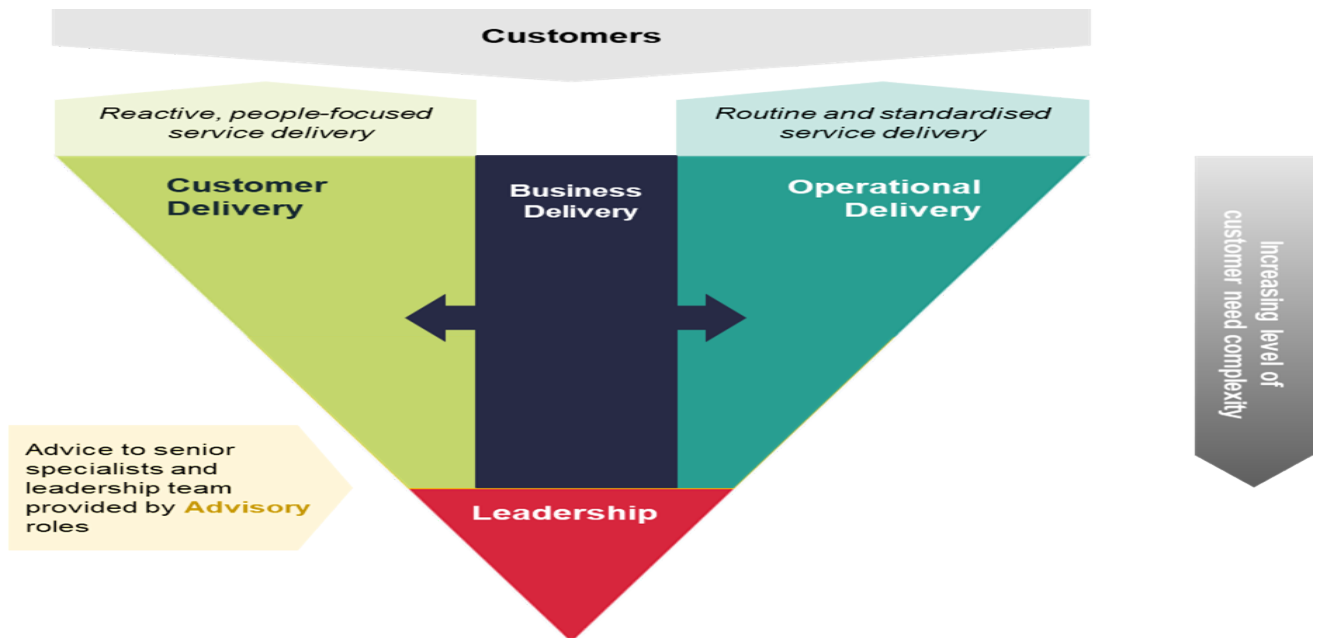 Customers
Reactive, people-focused
service delivery
Routine and standardised
service delivery
Customer
Delivery
Business
Delivery
Operational
Delivery
Increasing level of
customer need complexity
Advice to senior
specialists and
leadership team
provided by Advisory
roles
Leadership